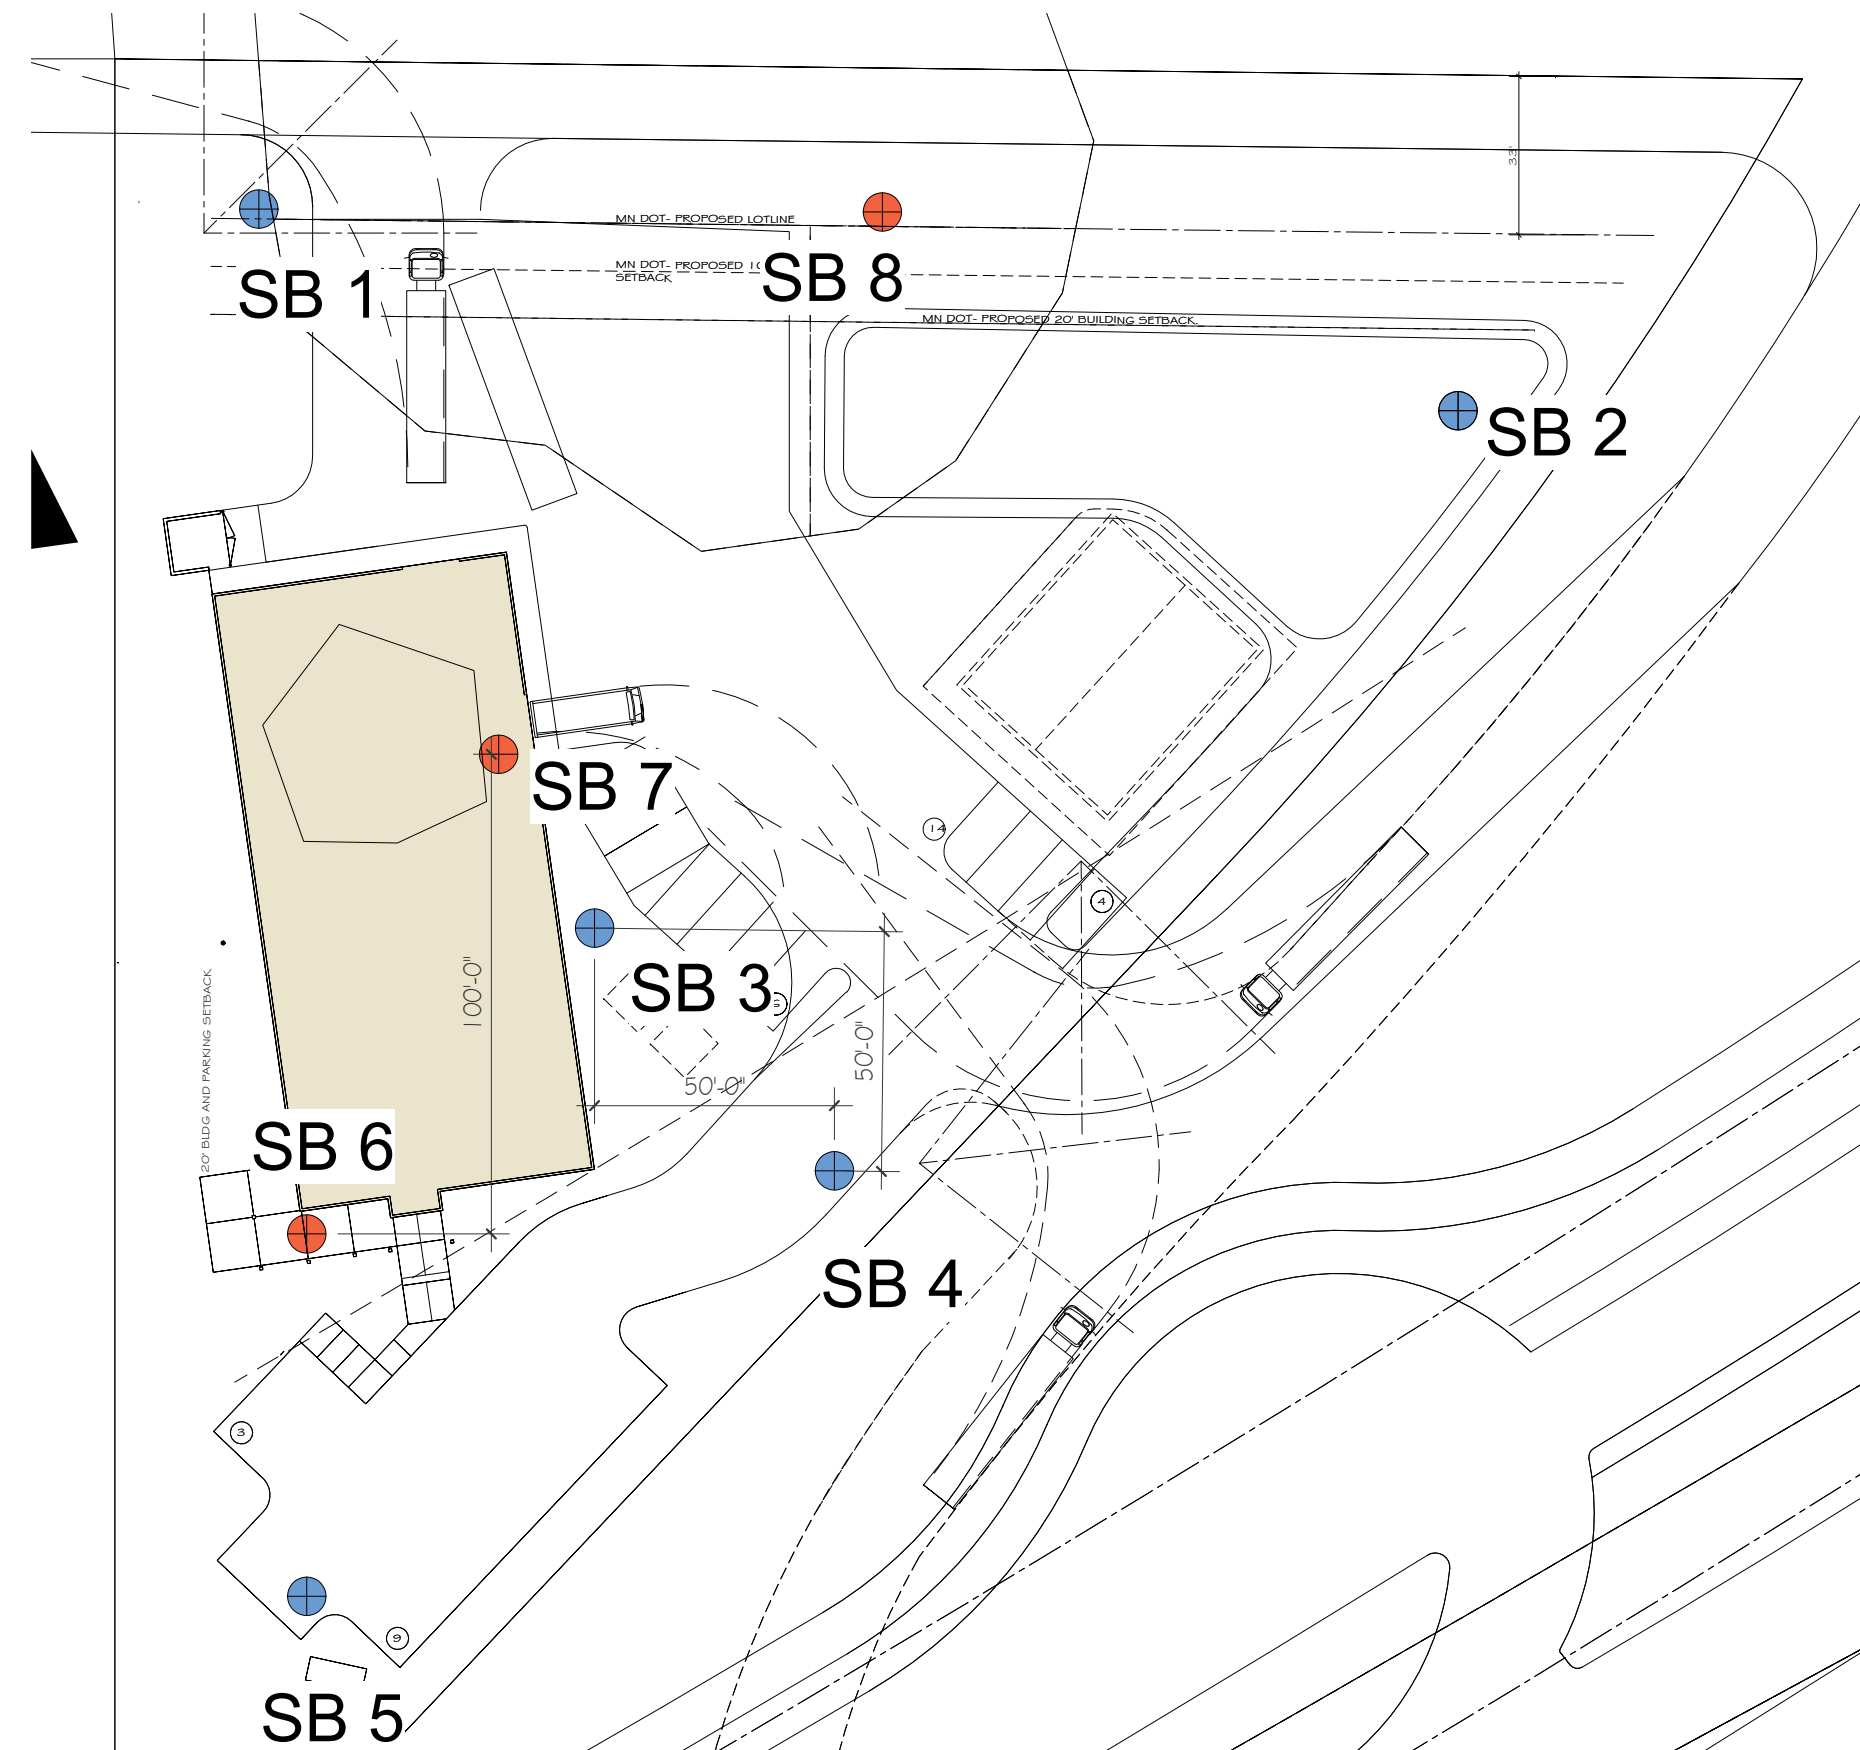 33'
MN DOT- PROPOSED LOTLINE
MN DOT- PROPOSED 1
SETBACK
SB 1
SB 8
MN DOT- PROPOSED 20' BUILDING SETBACK.
SB 2
SB 7
14
4
SB 3
100'-0"
50'-0"
50'-0"
20' BLDG AND PARKING SETBACK
SB 6
SB 4
3
9
SB 5